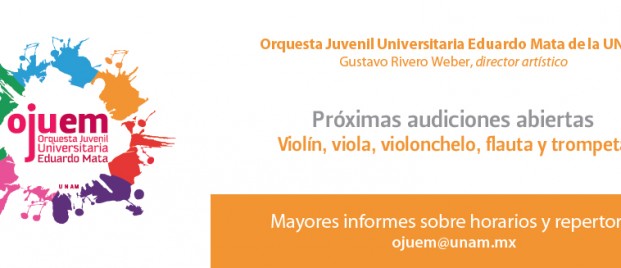 ojuem
Orquesta Juvenil
Universitaria
Eduardo Mata
UNAM
Orquesta Juvenil Universitaria Eduardo Mata de la UN
Gustavo Rivero Weber, director artístico
Próximas audiciones abiertas
Violín, viola, violonchelo, flauta y trompeta
Mayores informes sobre horarios y repertor
ojuem@unam.mx